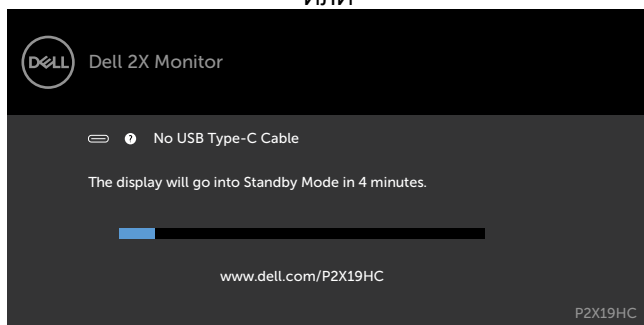 или
DELL Dell 2X Monitor
? No USB Type-C Cable
The display will go into Standby Mode in 4 minutes.
www.dell.com/P2X19HC
P2X19HC